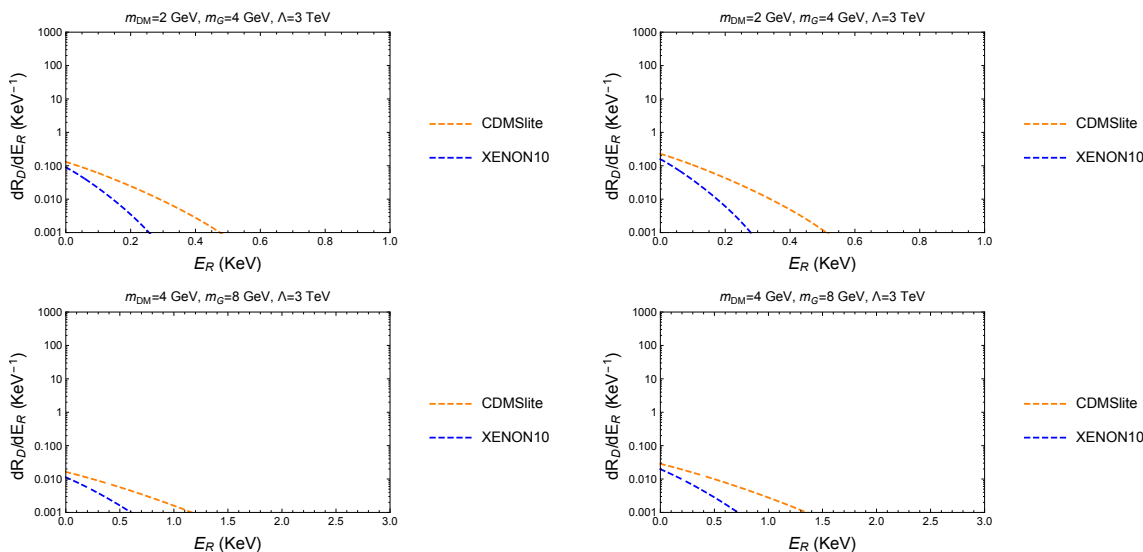 m_DM=2 GeV, m_G=4 GeV, Λ=3 TeV
1000
100
10
1
0.100
0.010
0.001
0.0 0.2 0.4 0.6 0.8 1.0
dR_D/dE_R (KeV⁻¹)
E_R (KeV)
CDMSlite
XENON10
m_DM=2 GeV, m_G=4 GeV, Λ=3 TeV
1000
100
10
1
0.100
0.010
0.001
0.0 0.2 0.4 0.6 0.8 1.0
dR_D/dE_R (KeV⁻¹)
E_R (KeV)
CDMSlite
XENON10
m_DM=4 GeV, m_G=8 GeV, Λ=3 TeV
1000
100
10
1
0.100
0.010
0.001
0.0 0.5 1.0 1.5 2.0 2.5 3.0
dR_D/dE_R (KeV⁻¹)
E_R (KeV)
CDMSlite
XENON10
m_DM=4 GeV, m_G=8 GeV, Λ=3 TeV
1000
100
10
1
0.100
0.010
0.001
0.0 0.5 1.0 1.5 2.0 2.5 3.0
dR_D/dE_R (KeV⁻¹)
E_R (KeV)
CDMSlite
XENON10